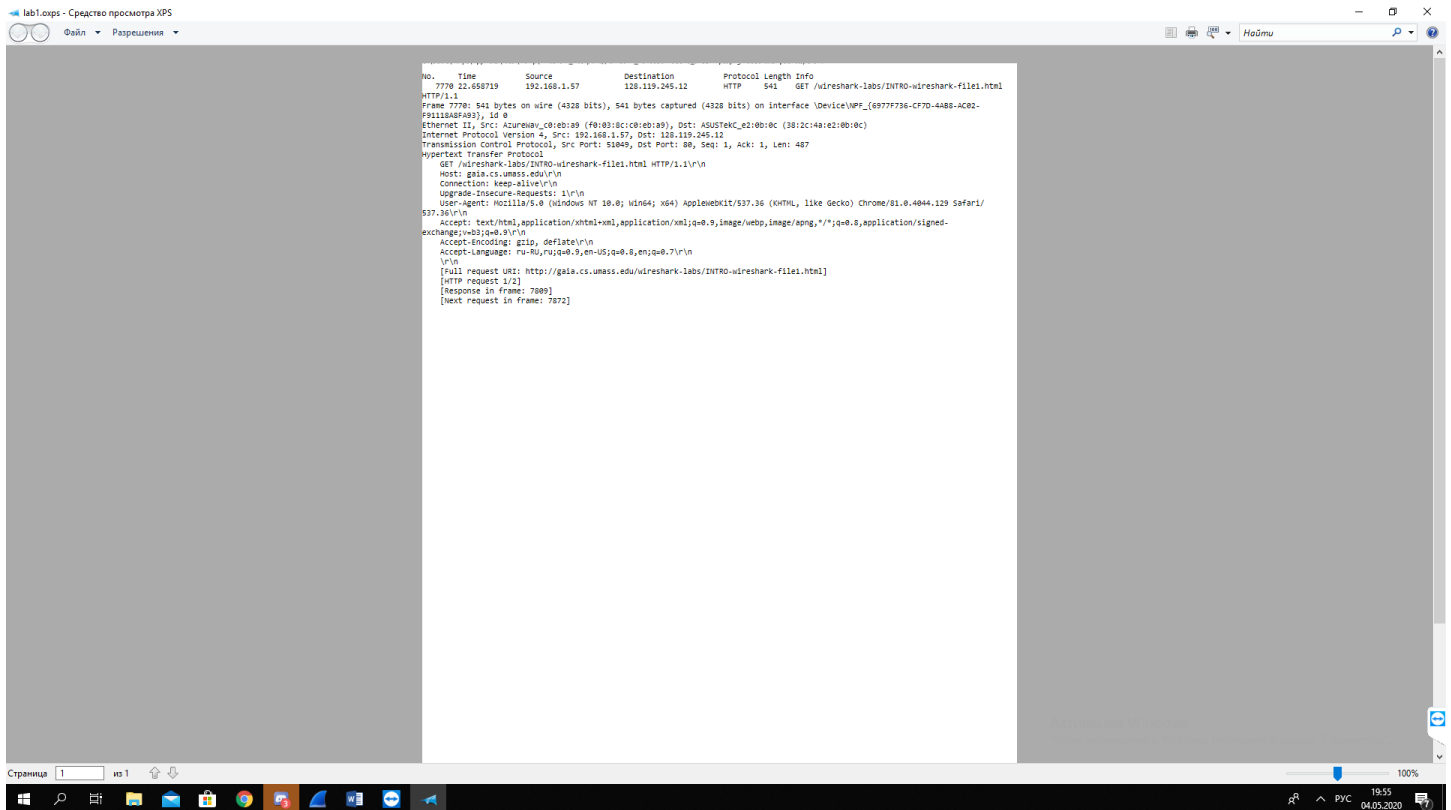 lab1.oxps - Средство просмотра XPS
Файл Разрешения Найти
No. Time Source Destination Protocol Length Info
7770 22.658719 192.168.1.57 128.119.245.12 HTTP 541 GET /wireshark-labs/INTRO-wireshark-file1.html
HTTP/1.1
Frame 7770: 541 bytes on wire (4328 bits), 541 bytes captured (4328 bits) on interface \Device\NPF_{6977F736-CF7D-4AB8-AC02-
F91118A8FA93}, id 0
Ethernet II, Src: AzureWav_c0:eb:a9 (f0:03:8c:c0:eb:a9), Dst: ASUSTekC_e2:0b:0c (38:2c:4a:e2:0b:0c)
Internet Protocol Version 4, Src: 192.168.1.57, Dst: 128.119.245.12
Transmission Control Protocol, Src Port: 51049, Dst Port: 80, Seq: 1, Ack: 1, Len: 487
Hypertext Transfer Protocol
GET /wireshark-labs/INTRO-wireshark-file1.html HTTP/1.1\r\n
Host: gaia.cs.umass.edu\r\n
Connection: keep-alive\r\n
Upgrade-Insecure-Requests: 1\r\n
User-Agent: Mozilla/5.0 (Windows NT 10.0; Win64; x64) AppleWebKit/537.36 (KHTML, like Gecko) Chrome/81.0.4044.129 Safari/
537.36\r\n
Accept: text/html,application/xhtml+xml,application/xml;q=0.9,image/webp,image/apng,*/*;q=0.8,application/signed-
exchange;v=b3;q=0.9\r\n
Accept-Encoding: gzip, deflate\r\n
Accept-Language: ru-RU,ru;q=0.9,en-US;q=0.8,en;q=0.7\r\n
\r\n
[Full request URI: http://gaia.cs.umass.edu/wireshark-labs/INTRO-wireshark-file1.html]
[HTTP request 1/2]
[Response in frame: 7809]
[Next request in frame: 7872]
Страница 1 из 1 100%
РУС 19:55
04.05.2020